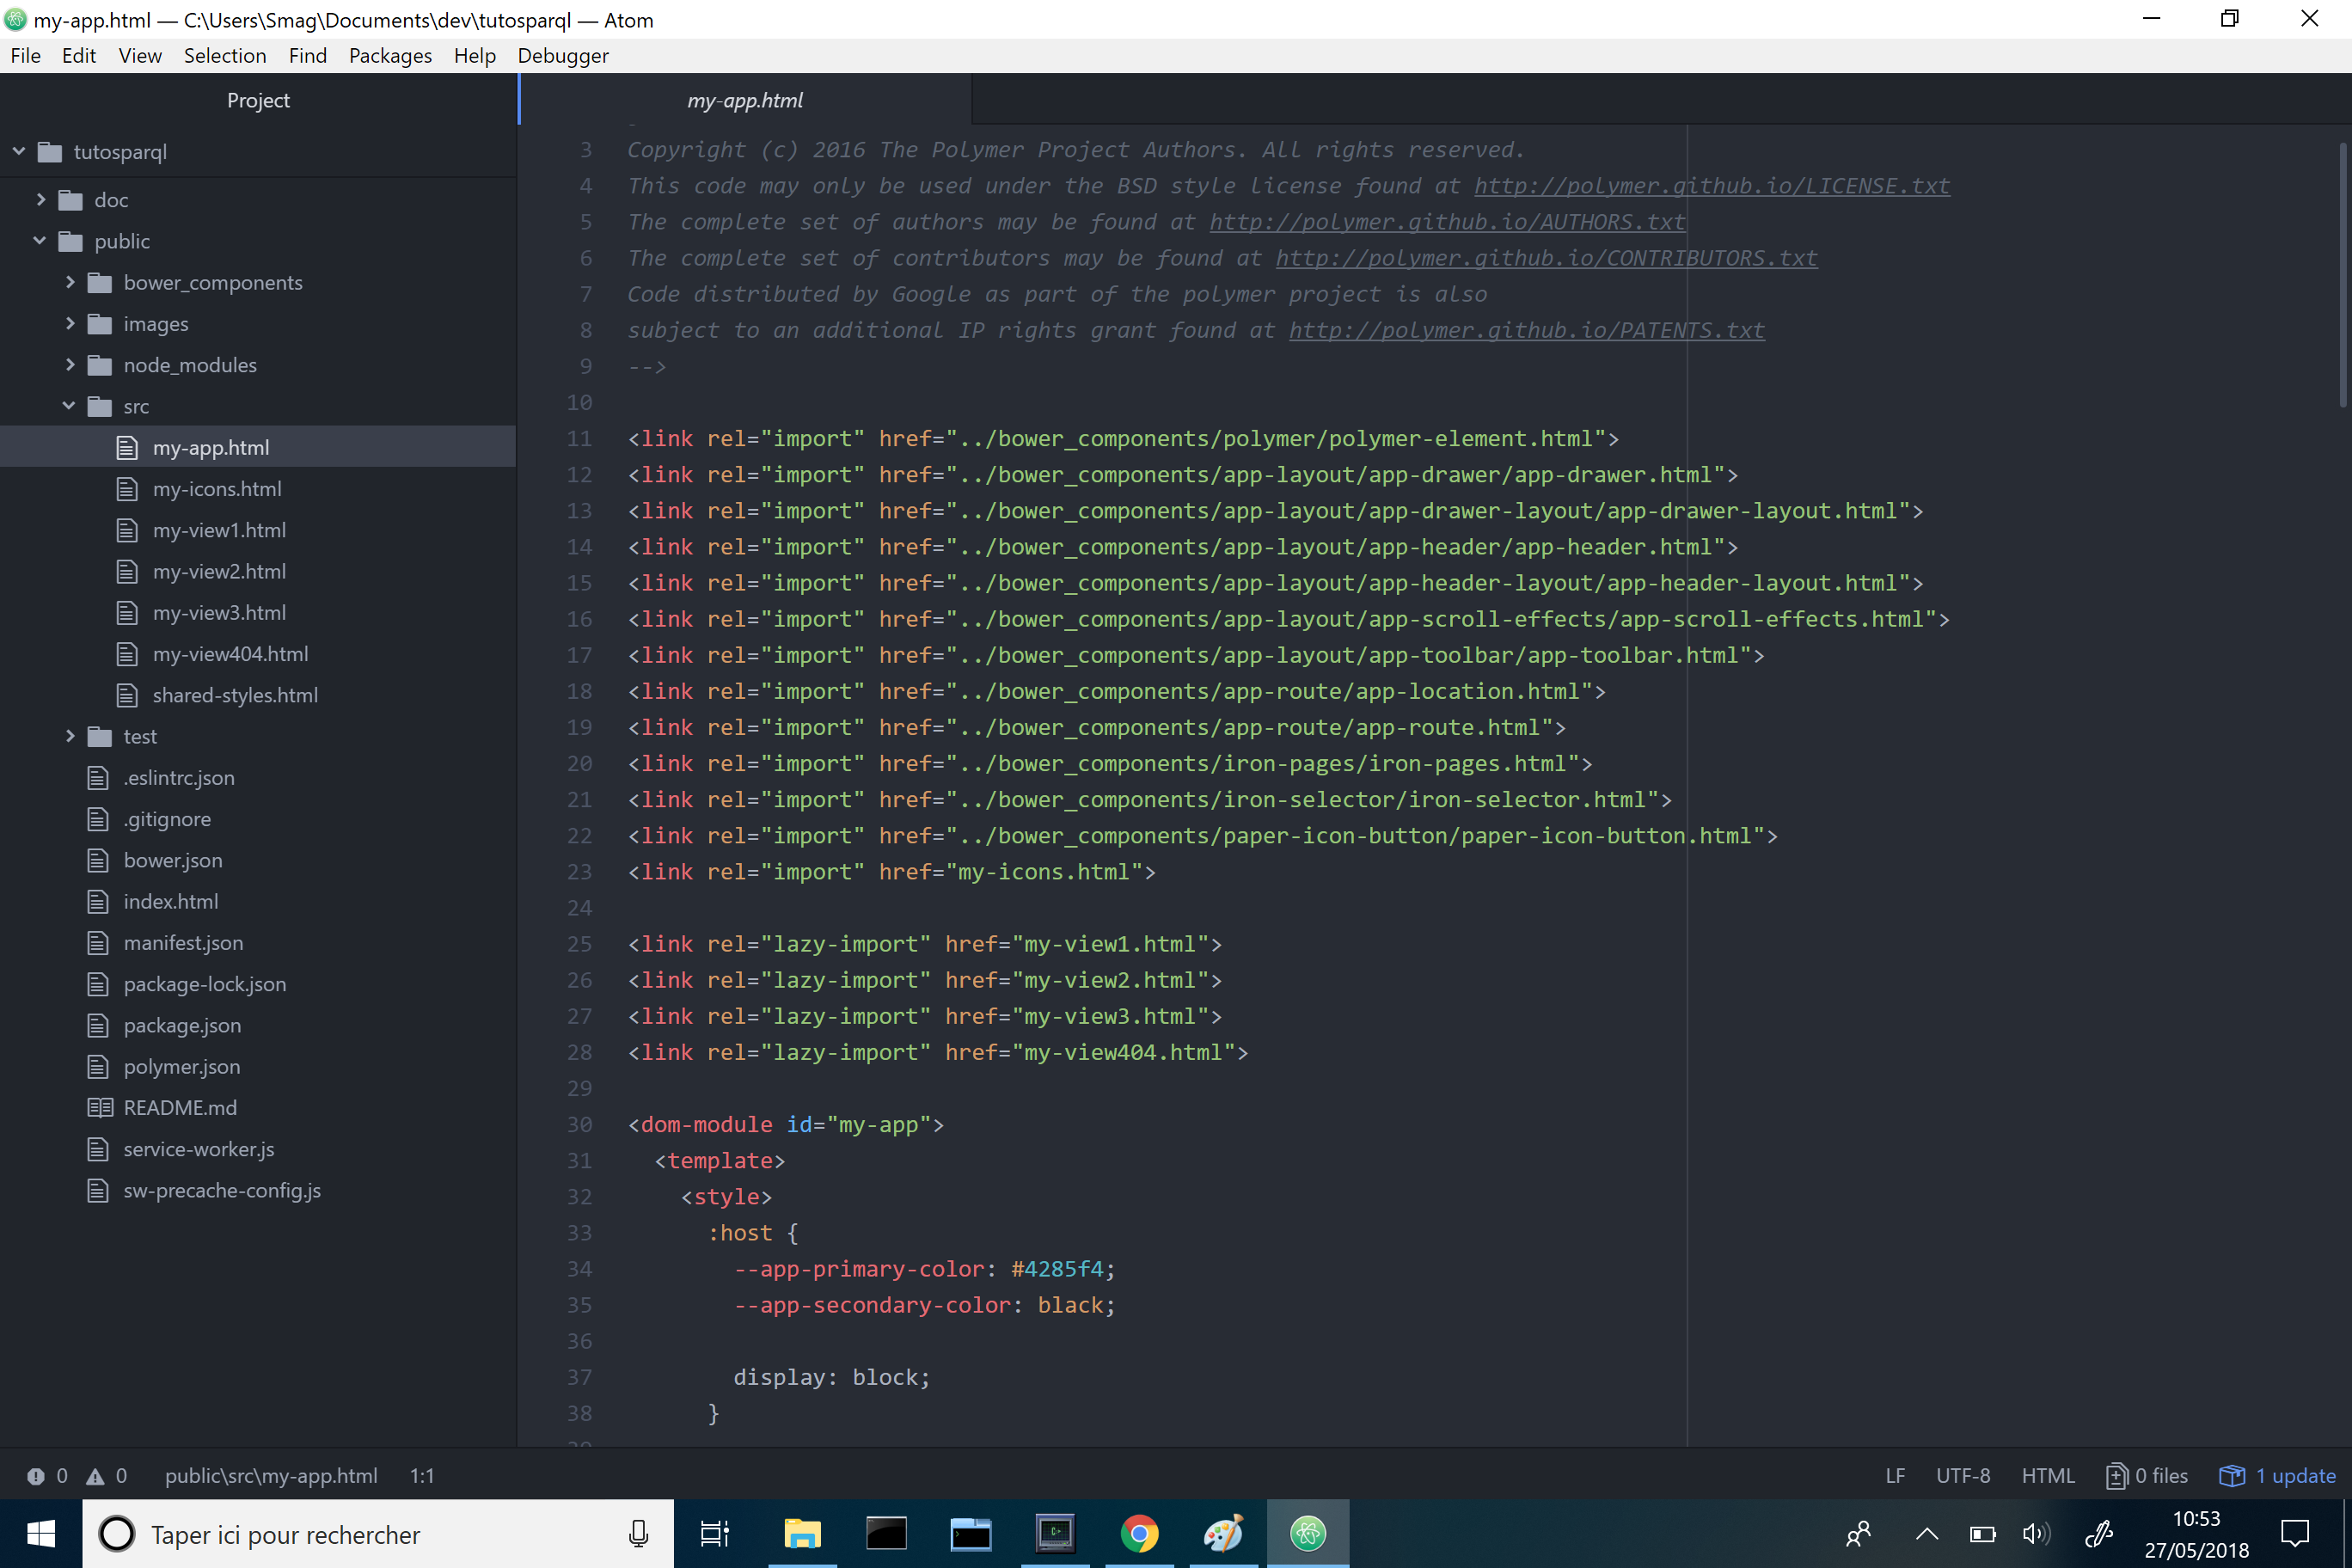 my-app.html — C:\Users\Smag\Documents\dev\tutosparql — Atom
File Edit View Selection Find Packages Help Debugger
Project
tutosparql
doc
public
bower_components
images
node_modules
src
my-app.html
my-icons.html
my-view1.html
my-view2.html
my-view3.html
my-view404.html
shared-styles.html
test
.eslintrc.json
.gitignore
bower.json
index.html
manifest.json
package-lock.json
package.json
polymer.json
README.md
service-worker.js
sw-precache-config.js
my-app.html
3 Copyright (c) 2016 The Polymer Project Authors. All rights reserved.
4 This code may only be used under the BSD style license found at http://polymer.github.io/LICENSE.txt
5 The complete set of authors may be found at http://polymer.github.io/AUTHORS.txt
6 The complete set of contributors may be found at http://polymer.github.io/CONTRIBUTORS.txt
7 Code distributed by Google as part of the polymer project is also
8 subject to an additional IP rights grant found at http://polymer.github.io/PATENTS.txt
9 -->
10
11 <link rel="import" href="../bower_components/polymer/polymer-element.html">
12 <link rel="import" href="../bower_components/app-layout/app-drawer/app-drawer.html">
13 <link rel="import" href="../bower_components/app-layout/app-drawer-layout/app-drawer-layout.html">
14 <link rel="import" href="../bower_components/app-layout/app-header/app-header.html">
15 <link rel="import" href="../bower_components/app-layout/app-header-layout/app-header-layout.html">
16 <link rel="import" href="../bower_components/app-layout/app-scroll-effects/app-scroll-effects.html">
17 <link rel="import" href="../bower_components/app-layout/app-toolbar/app-toolbar.html">
18 <link rel="import" href="../bower_components/app-route/app-location.html">
19 <link rel="import" href="../bower_components/app-route/app-route.html">
20 <link rel="import" href="../bower_components/iron-pages/iron-pages.html">
21 <link rel="import" href="../bower_components/iron-selector/iron-selector.html">
22 <link rel="import" href="../bower_components/paper-icon-button/paper-icon-button.html">
23 <link rel="import" href="my-icons.html">
24
25 <link rel="lazy-import" href="my-view1.html">
26 <link rel="lazy-import" href="my-view2.html">
27 <link rel="lazy-import" href="my-view3.html">
28 <link rel="lazy-import" href="my-view404.html">
29
30 <dom-module id="my-app">
31 <template>
32 <style>
33 :host {
34 --app-primary-color: #4285f4;
35 --app-secondary-color: black;
36
37 display: block;
38 }
0 0 public\src\my-app.html 1:1 LF UTF-8 HTML 0 files 1 update
Taper ici pour rechercher
10:53
27/05/2018